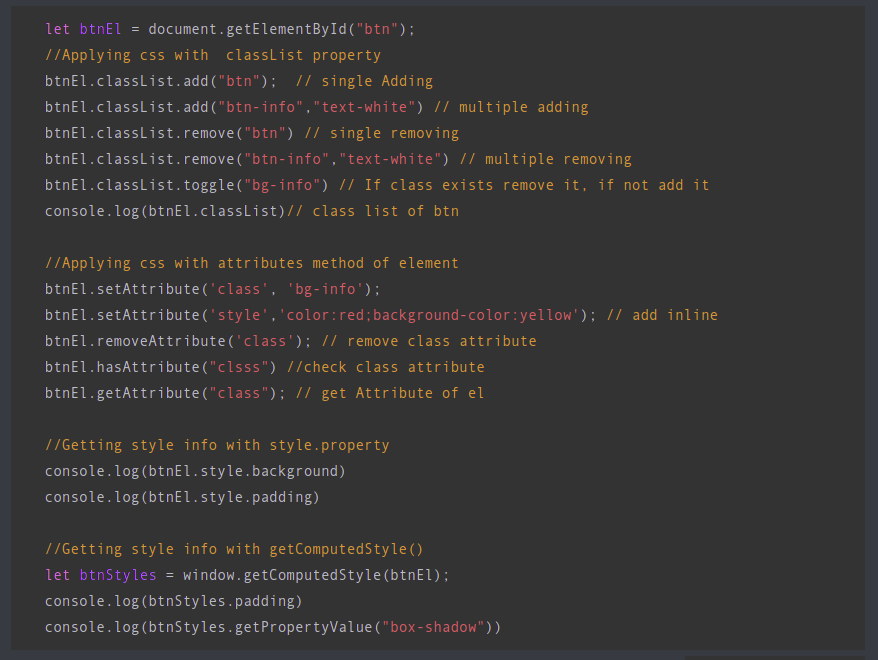 let btnEl = document.getElementById("btn");
//Applying css with  classList property
btnEl.classList.add("btn");  // single Adding
btnEl.classList.add("btn-info","text-white") // multiple adding
btnEl.classList.remove("btn") // single removing
btnEl.classList.remove("btn-info","text-white") // multiple removing
btnEl.classList.toggle("bg-info") // If class exists remove it, if not add it
console.log(btnEl.classList)// class list of btn
//Applying css with attributes method of element
btnEl.setAttribute('class', 'bg-info');
btnEl.setAttribute('style','color:red;background-color:yellow'); // add inline
btnEl.removeAttribute('class'); // remove class attribute
btnEl.hasAttribute("clsss") //check class attribute
btnEl.getAttribute("class"); // get Attribute of el
//Getting style info with style.property
console.log(btnEl.style.background)
console.log(btnEl.style.padding)
//Getting style info with getComputedStyle()
let btnStyles = window.getComputedStyle(btnEl);
console.log(btnStyles.padding)
console.log(btnStyles.getPropertyValue("box-shadow"))